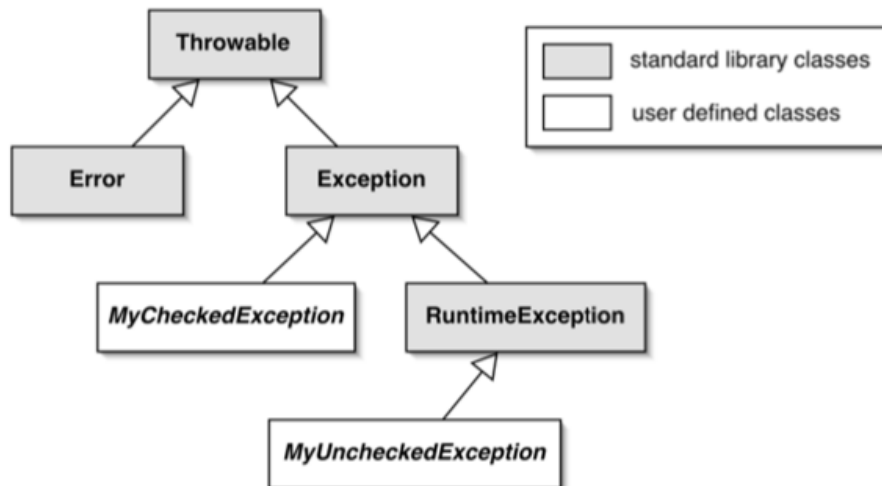 Throwable
standard library classes
user defined classes
Error
Exception
MyCheckedException
RuntimeException
MyUncheckedException